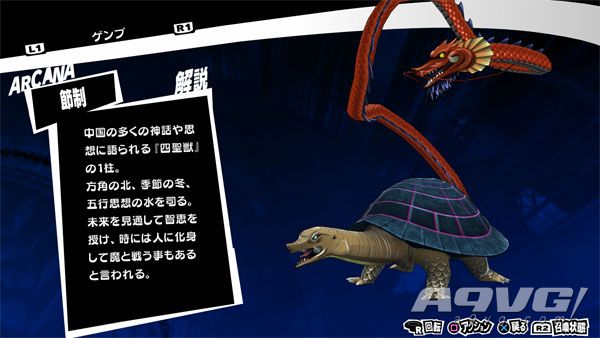 L1 ゲンブ R1
ARCANA
節制
解説
中国の多くの神話や思
想に語られる『四聖獣』
の1柱。
方角の北、季節の冬、
五行思想の水を司る。
未来を見通して智恵を
授け、時には人に化身
して魔と戦う事もある
と言われる。
A9VG
R回転 アクション 戻る R2召喚状態